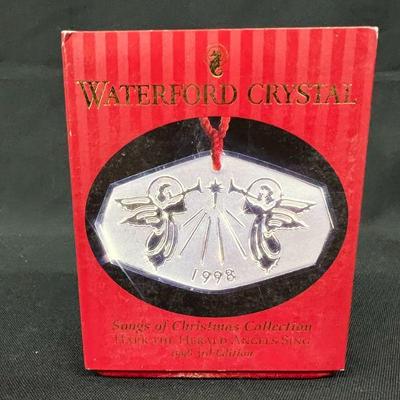 WATERFORD CRYSTAL
1998
Songs of Christmas Collection
HARK THE HERALD ANGELS SING
1998 3rd Edition